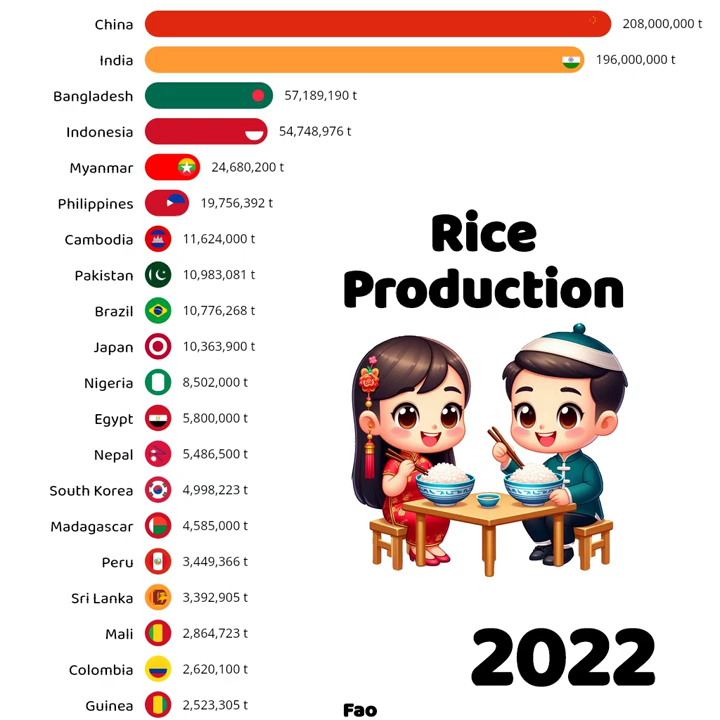 China 208,000,000 t
India 196,000,000 t
Bangladesh 57,189,190 t
Indonesia 54,748,976 t
Myanmar 24,680,200 t
Philippines 19,756,392 t
Cambodia 11,624,000 t
Pakistan 10,983,081 t
Brazil 10,776,268 t
Japan 10,363,900 t
Nigeria 8,502,000 t
Egypt 5,800,000 t
Nepal 5,486,500 t
South Korea 4,998,223 t
Madagascar 4,585,000 t
Peru 3,449,366 t
Sri Lanka 3,392,905 t
Mali 2,864,723 t
Colombia 2,620,100 t
Guinea 2,523,305 t
Rice
Production
2022
Fao